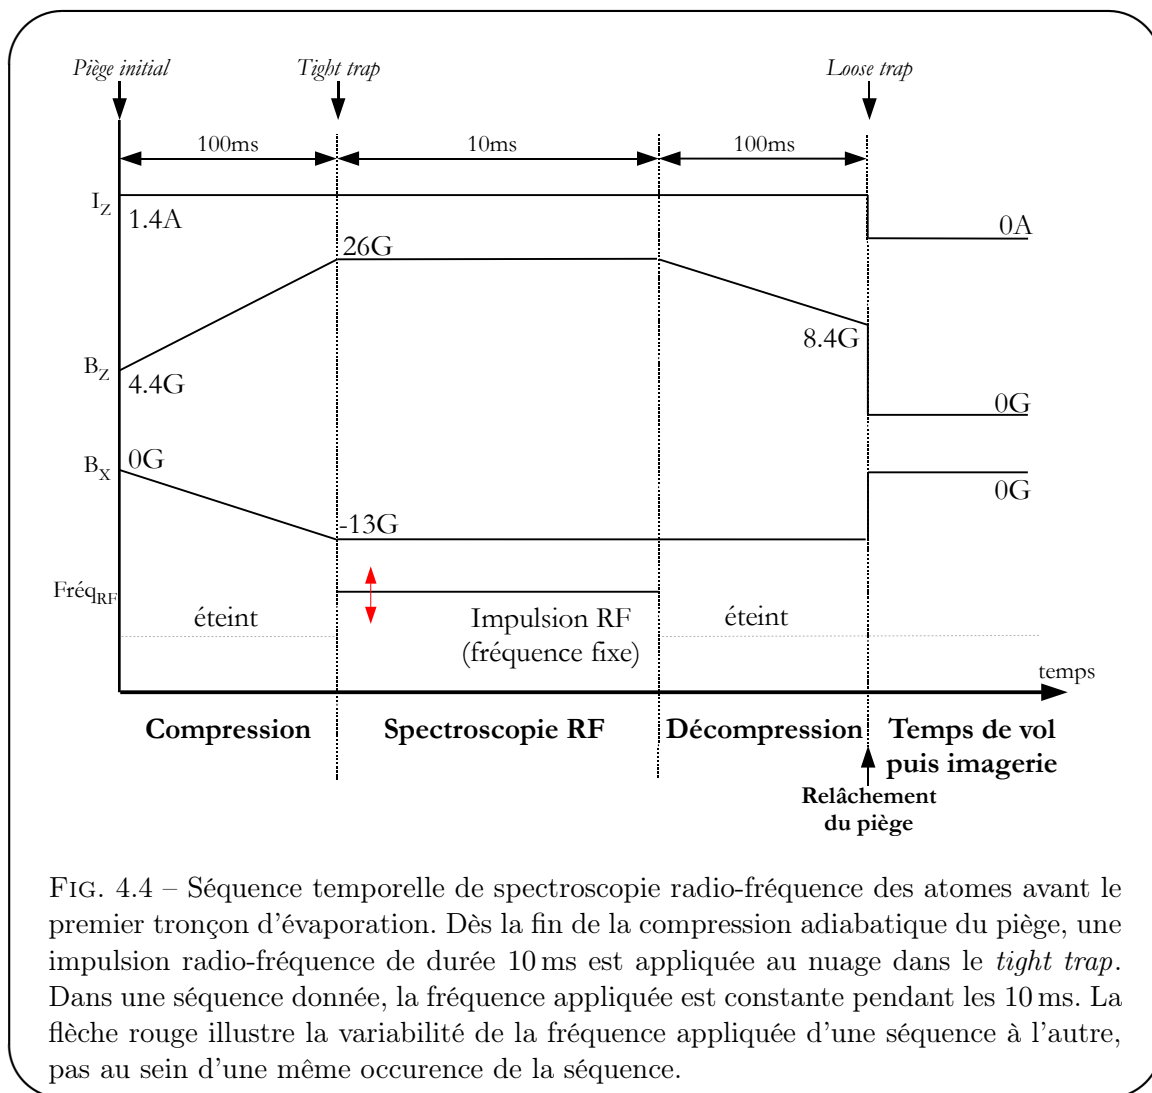 Piège initial
Tight trap
Loose trap
100ms
10ms
100ms
I_Z
1.4A
0A
26G
8.4G
B_Z
4.4G
0G
B_X
0G
0G
-13G
Fréq_RF
éteint
Impulsion RF
(fréquence fixe)
éteint
temps
Compression
Spectroscopie RF
Décompression
Temps de vol
puis imagerie
Relâchement
du piège
FIG. 4.4 – Séquence temporelle de spectroscopie radio-fréquence des atomes avant le
premier tronçon d'évaporation. Dès la fin de la compression adiabatique du piège, une
impulsion radio-fréquence de durée 10 ms est appliquée au nuage dans le tight trap.
Dans une séquence donnée, la fréquence appliquée est constante pendant les 10 ms. La
flèche rouge illustre la variabilité de la fréquence appliquée d'une séquence à l'autre,
pas au sein d'une même occurence de la séquence.